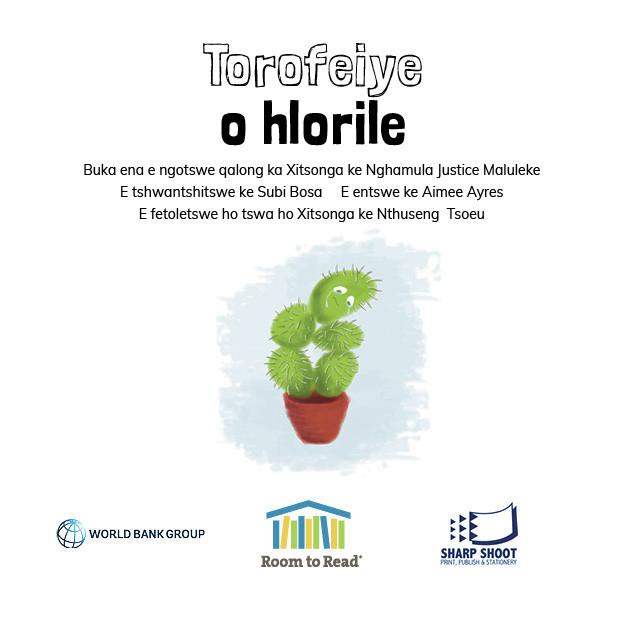 Torofeiye
o hlorile
Buka ena e ngotswe qalong ka Xitsonga ke Nghamula Justice Maluleke
E tshwantshitswe ke Subi Bosa E entswe ke Aimee Ayres
E fetoletswe ho tswa ho Xitsonga ke Nthuseng Tsoeu
WORLD BANK GROUP
Room to Read®
SHARP SHOOT
PRINT, PUBLISH & STATIONERY